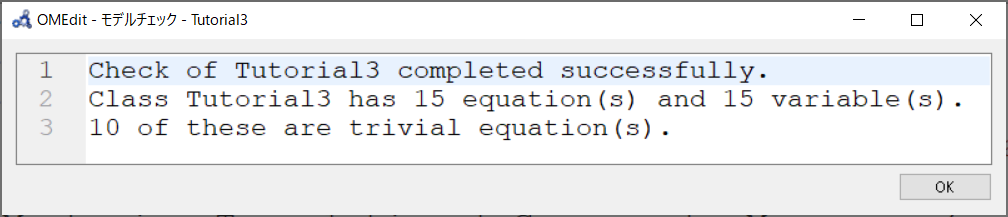 OMEdit - モデルチェック - Tutorial3
1 Check of Tutorial3 completed successfully.
2 Class Tutorial3 has 15 equation(s) and 15 variable(s).
3 10 of these are trivial equation(s).
OK